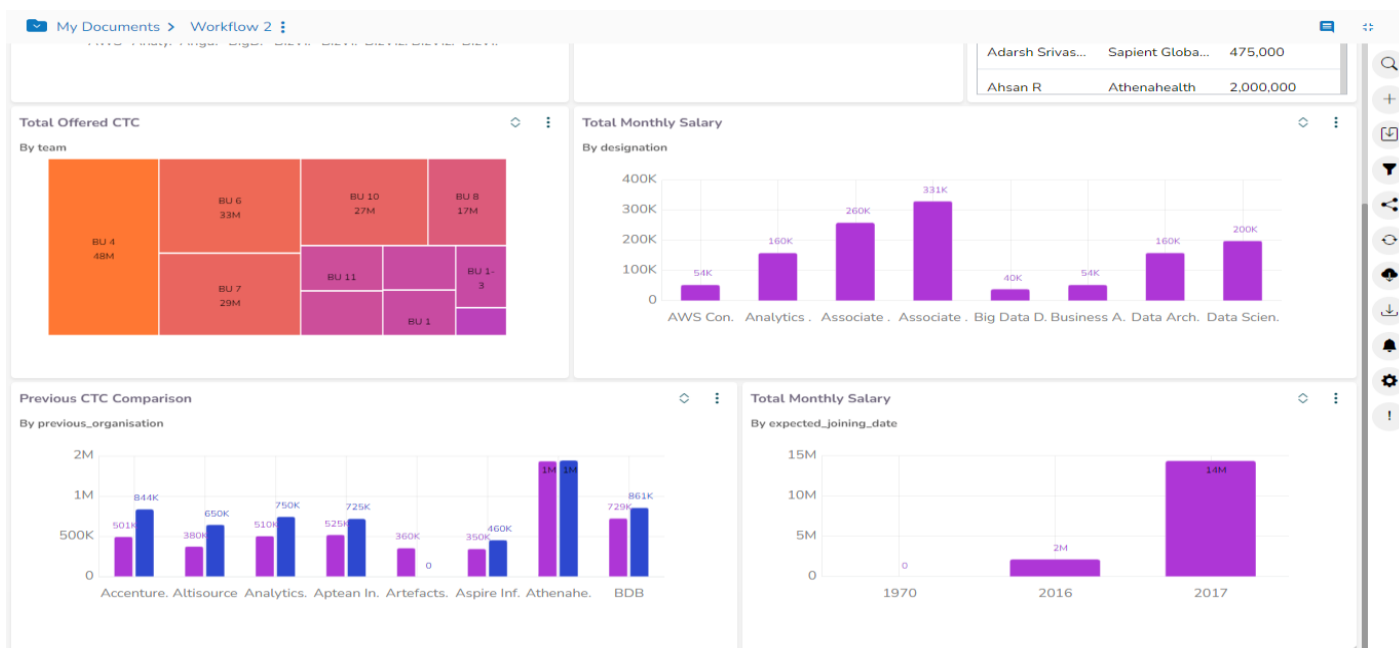 My Documents > Workflow 2
Adarsh Srivas... Sapient Globa... 475,000
Ahsan R Athenahealth 2,000,000
Total Offered CTC
By team
BU 4
48M
BU 6
33M
BU 7
29M
BU 10
27M
BU 8
17M
BU 11
BU 1
BU 1-
3
Total Monthly Salary
By designation
400K
300K
200K
100K
0
54K 160K 260K 331K 40K 54K 160K 200K
AWS Con. Analytics . Associate . Associate . Big Data D. Business A. Data Arch. Data Scien.
Previous CTC Comparison
By previous_organisation
2M
1M
500K
0
501K 844K 380K 650K 510K 750K 525K 725K 360K 0 350K 460K 1M 1M 729K 861K
Accenture. Altisource Analytics. Aptean In. Artefacts. Aspire Inf. Athenahe. BDB
Total Monthly Salary
By expected_joining_date
15M
10M
5M
0
0 2M 14M
1970 2016 2017